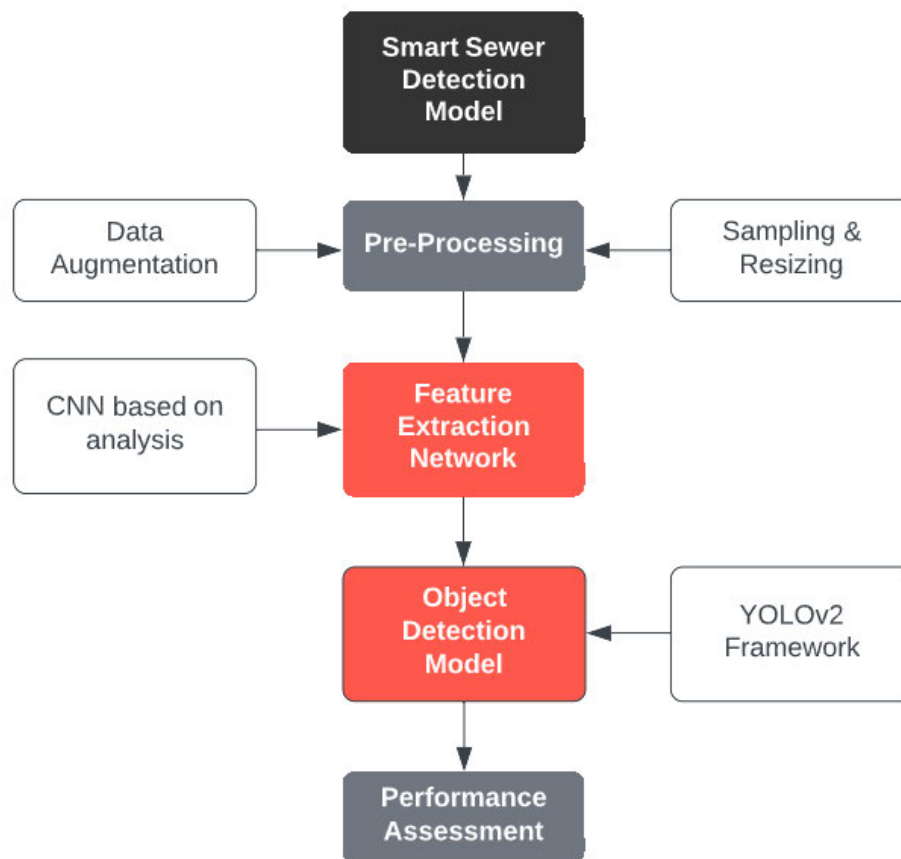 Smart Sewer
Detection
Model
Data
Augmentation
Pre-Processing
Sampling &
Resizing
CNN based on
analysis
Feature
Extraction
Network
Object
Detection
Model
YOLOv2
Framework
Performance
Assessment